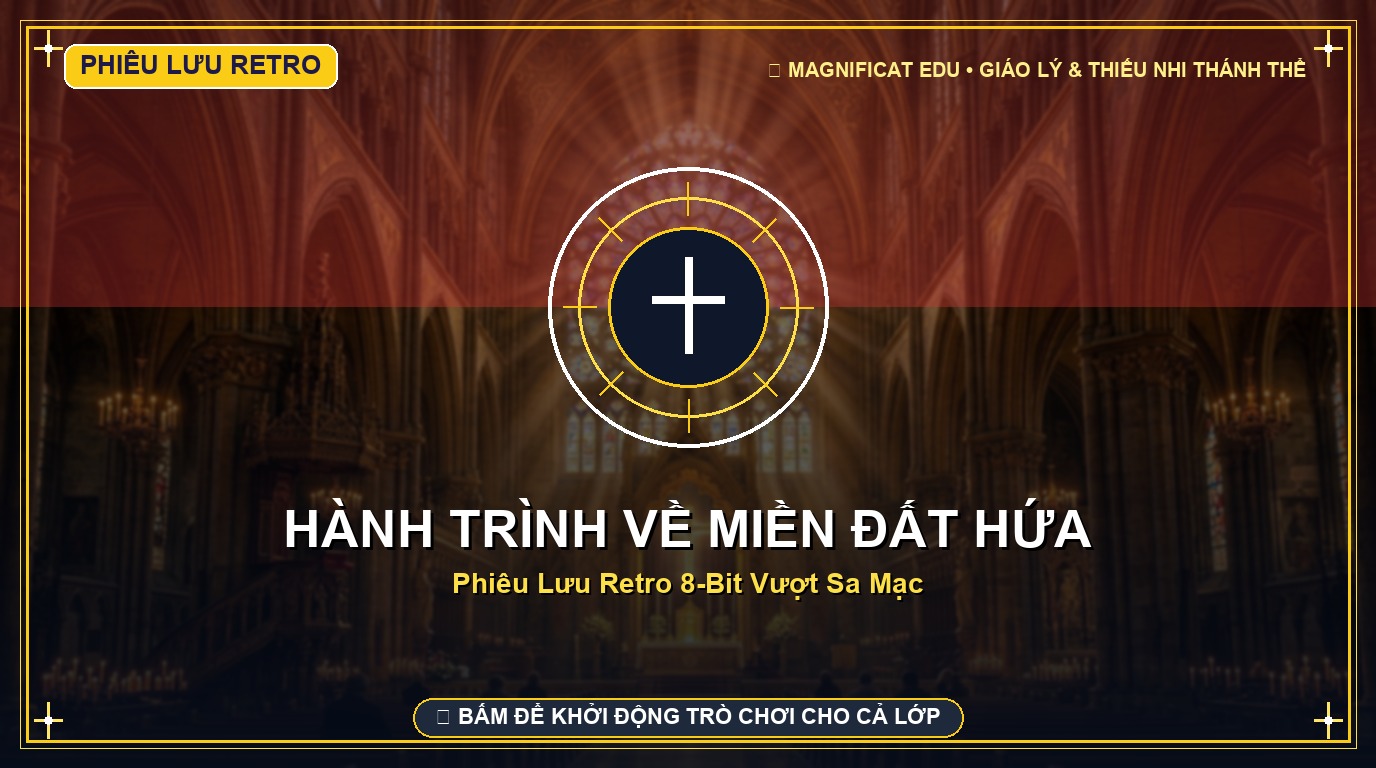 PHIÊU LƯU RETRO
MAGNIFICAT EDU • GIÁO LÝ & THIẾU NHI THÁNH THỂ
HÀNH TRÌNH VỀ MIỀN ĐẤT HỨA
Phiêu Lưu Retro 8-Bit Vượt Sa Mạc
BẤM ĐỂ KHỞI ĐỘNG TRÒ CHƠI CHO CẢ LỚP